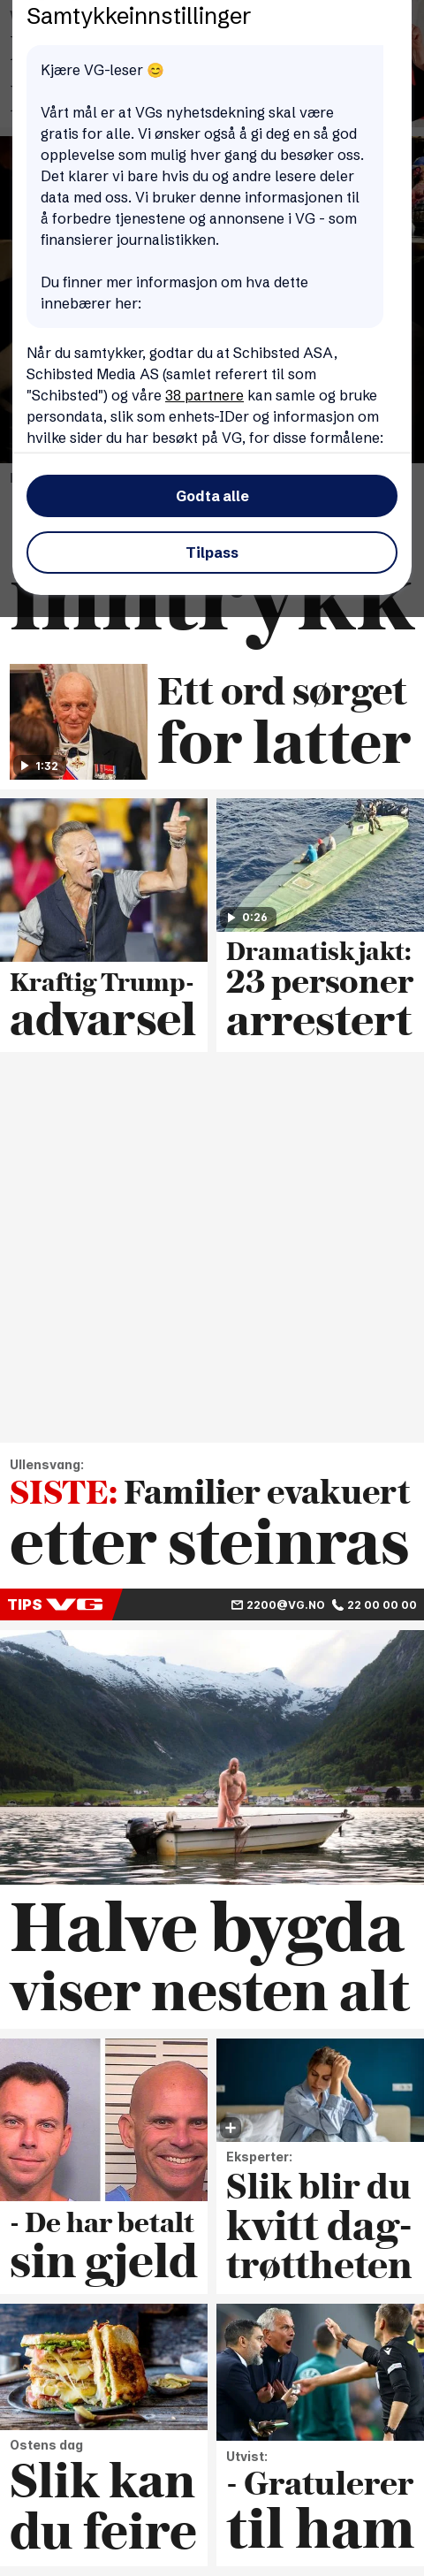 Samtykkeinnstillinger
Kjære VG-leser 😊
Vårt mål er at VGs nyhetsdekning skal være
gratis for alle. Vi ønsker også å gi deg en så god
opplevelse som mulig hver gang du besøker oss.
Det klarer vi bare hvis du og andre lesere deler
data med oss. Vi bruker denne informasjonen til
å forbedre tjenestene og annonsene i VG - som
finansierer journalistikken.
Du finner mer informasjon om hva dette
innebærer her:
Når du samtykker, godtar du at Schibsted ASA,
Schibsted Media AS (samlet referert til som
"Schibsted") og våre 38 partnere kan samle og bruke
persondata, slik som enhets-IDer og informasjon om
hvilke sider du har besøkt på VG, for disse formålene:
Godta alle
Tilpass
inntrykk
1:32
Ett ord sørget
for latter
Kraftig Trump-
advarsel
0:26
Dramatisk jakt:
23 personer
arrestert
Ullensvang:
SISTE: Familier evakuert
etter steinras
TIPS VG 2200@VG.NO 22 00 00 00
Halve bygda
viser nesten alt
- De har betalt
sin gjeld
Eksperter:
Slik blir du
kvitt dag-
trøttheten
Ostens dag
Slik kan
du feire
Utvist:
- Gratulerer
til ham